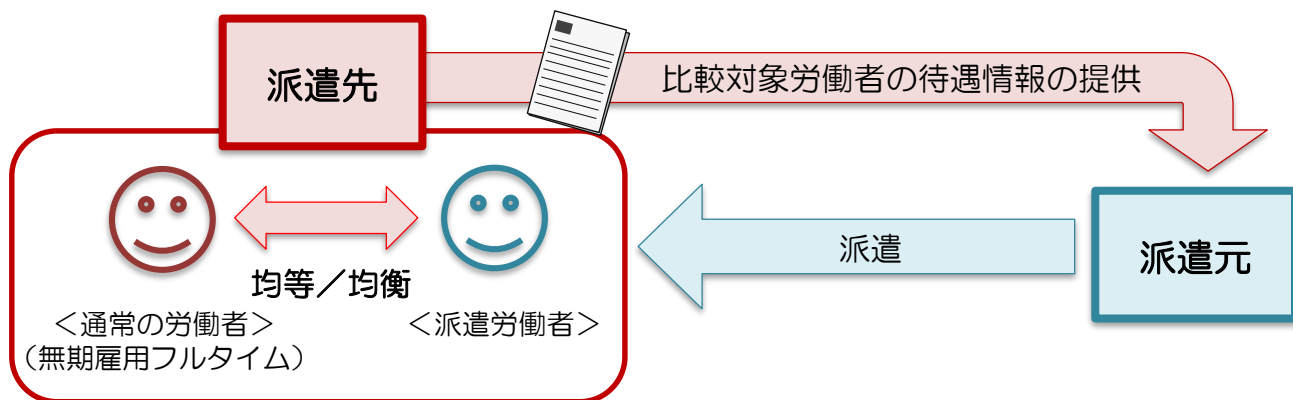 派遣先
比較対象労働者の待遇情報の提供
派遣
派遣元
均等／均衡
＜通常の労働者＞
（無期雇用フルタイム）
＜派遣労働者＞